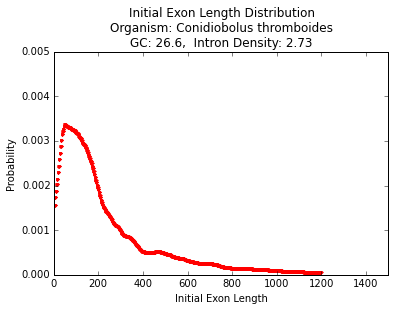 Initial Exon Length Distribution
Organism: Conidiobolus thromboides
GC: 26.6,  Intron Density: 2.73
0.005
0.004
0.003
0.002
0.001
0.000
Probability
0
200
400
600
800
1000
1200
1400
Initial Exon Length